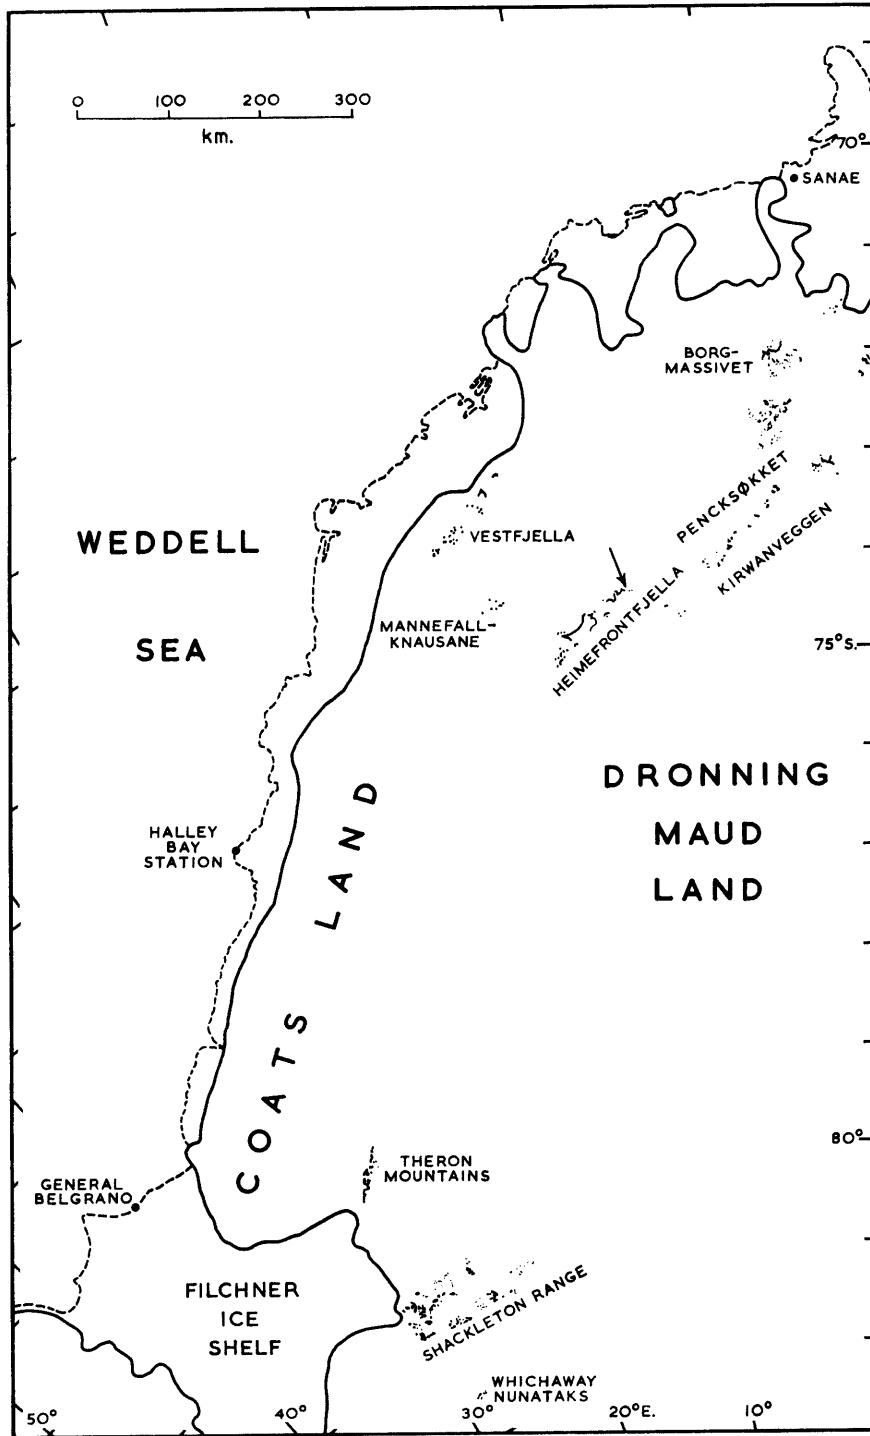 0 100 200 300
km.
70°
SANAE
BORG-
MASSIVET
PENCKSØKKET
KIRWANVEGGEN
WEDDELL
SEA
VESTFJELLA
MANNEFALL-
KNAUSANE
HEIMEFRONTFJELLA
75°S.
DRONNING
MAUD
LAND
HALLEY
BAY
STATION
COATS LAND
80°
THERON
MOUNTAINS
GENERAL
BELGRANO
FILCHNER
ICE
SHELF
SHACKLETON RANGE
WHICHAWAY
NUNATAKS
50° 40° 30° 20°E. 10°